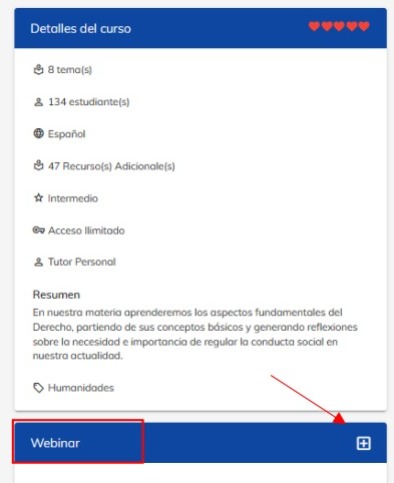 Detalles del curso
8 tema(s)
134 estudiante(s)
Español
47 Recurso(s) Adicionale(s)
Intermedio
Acceso Ilimitado
Tutor Personal
Resumen
En nuestra materia aprenderemos los aspectos fundamentales del
Derecho, partiendo de sus conceptos básicos y generando reflexiones
sobre la necesidad e importancia de regular la conducta social en
nuestra actualidad.
Humanidades
Webinar